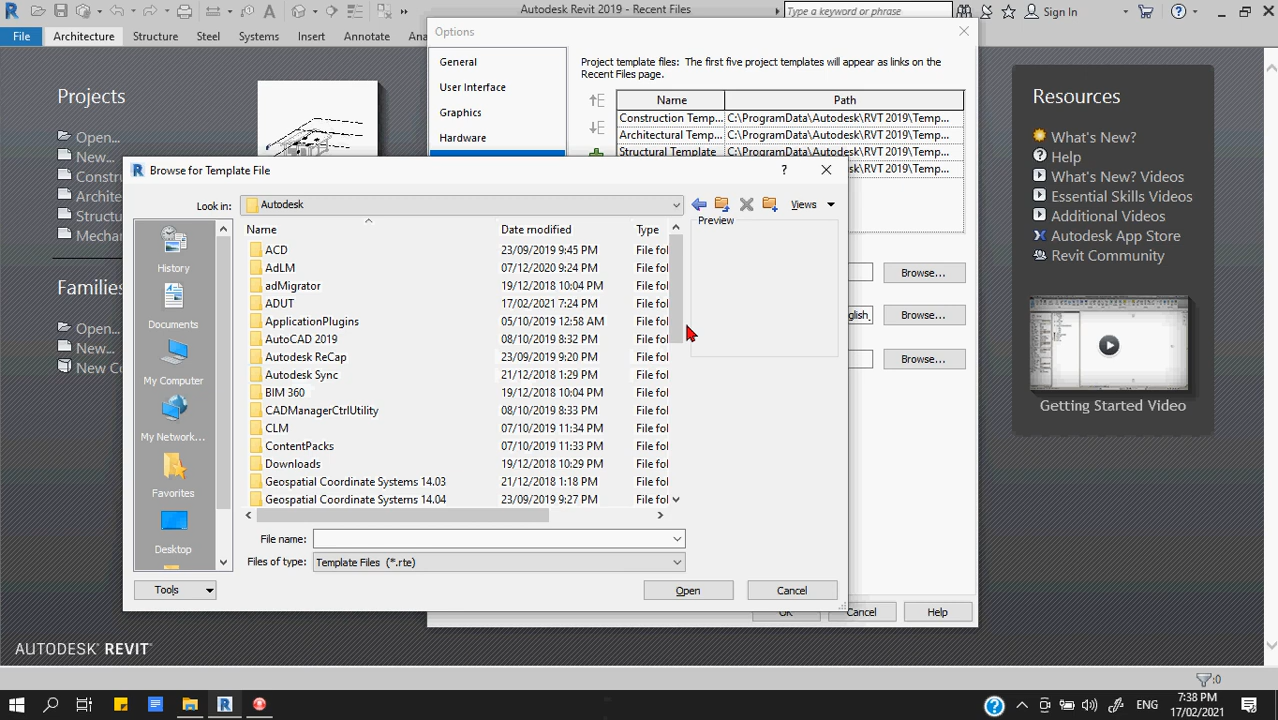 Autodesk Revit 2019 - Recent Files
Type a keyword or phrase
Sign In
File
Architecture
Structure
Steel
Systems
Insert
Annotate
Options
General
User Interface
Graphics
Hardware
Project template files: The first five project templates will appear as links on the
Recent Files page.
Name Path
Construction Temp... C:\ProgramData\Autodesk\RVT 2019\Temp...
Architectural Temp... C:\ProgramData\Autodesk\RVT 2019\Temp...
Structural Template C:\ProgramData\Autodesk\RVT 2019\Temp...
C:\ProgramData\Autodesk\RVT 2019\Temp...
Browse...
glish.
Browse...
Browse...
Cancel
Help
Projects
Open...
New...
Families
Open...
New...
Resources
What's New?
Help
What's New? Videos
Essential Skills Videos
Additional Videos
Autodesk App Store
Revit Community
Getting Started Video
Browse for Template File
?
Look in:
Autodesk
Views
Preview
History
Documents
My Computer
My Network...
Favorites
Desktop
Name Date modified Type
ACD 23/09/2019 9:45 PM File fol
AdLM 07/12/2020 9:24 PM File fol
adMigrator 19/12/2018 10:04 PM File fol
ADUT 17/02/2021 7:24 PM File fol
ApplicationPlugins 05/10/2019 12:58 AM File fol
AutoCAD 2019 08/10/2019 8:32 PM File fol
Autodesk ReCap 23/09/2019 9:20 PM File fol
Autodesk Sync 21/12/2018 1:29 PM File fol
BIM 360 19/12/2018 10:04 PM File fol
CADManagerCtrlUtility 08/10/2019 8:33 PM File fol
CLM 07/10/2019 11:34 PM File fol
ContentPacks 07/10/2019 11:33 PM File fol
Downloads 19/12/2018 10:29 PM File fol
Geospatial Coordinate Systems 14.03 21/12/2018 1:18 PM File fol
Geospatial Coordinate Systems 14.04 23/09/2019 9:27 PM File fol
File name:
Files of type: Template Files (*.rte)
Tools
Open
Cancel
AUTODESK® REVIT®
:0
ENG
7:38 PM
17/02/2021